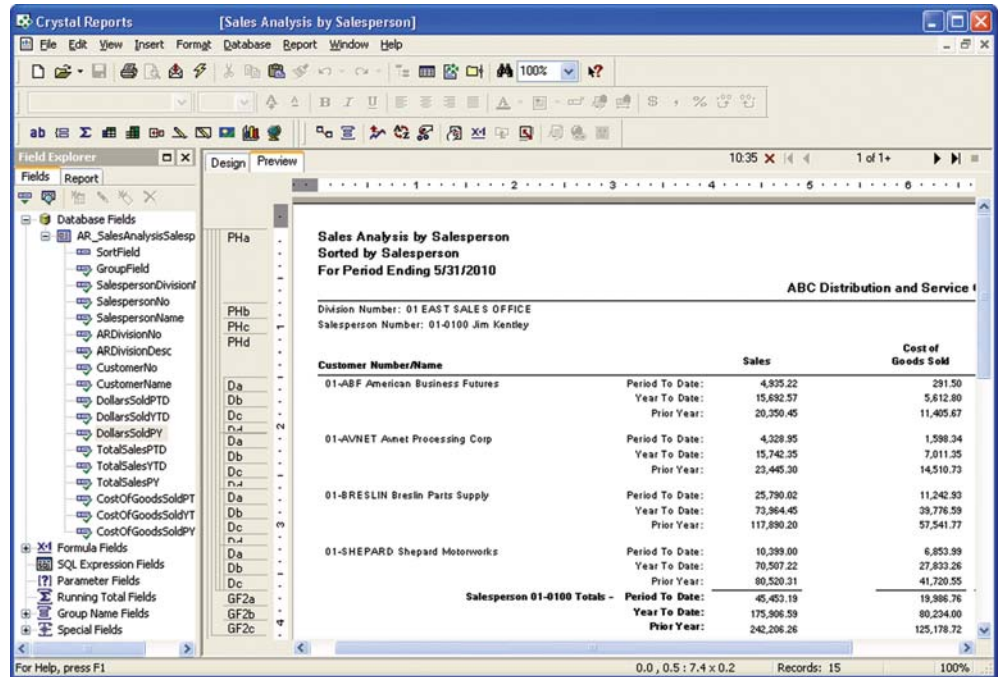 Crystal Reports [Sales Analysis by Salesperson]
File Edit View Insert Format Database Report Window Help
100%
B I U A $ , %
ab Σ X+1
Field Explorer Design Preview 10:35 1 of 1+
Fields Report
1 2 3 4 5 6
Database Fields
AR_SalesAnalysisSalesp
SortField
GroupField
SalespersonDivisionN
SalespersonNo
SalespersonName
ARDivisionNo
ARDivisionDesc
CustomerNo
CustomerName
DollarsSoldPTD
DollarsSoldYTD
DollarsSoldPY
TotalSalesPTD
TotalSalesYTD
TotalSalesPY
CostOfGoodsSoldPT
CostOfGoodsSoldYT
CostOfGoodsSoldPY
Formula Fields
SQL Expression Fields
Parameter Fields
Running Total Fields
Group Name Fields
Special Fields
PHa Sales Analysis by Salesperson
Sorted by Salesperson
For Period Ending 5/31/2010
ABC Distribution and Service
PHb Division Number: 01 EAST SALES OFFICE
PHc Salesperson Number: 01-0100 Jim Kentley
PHd
Customer Number/Name Sales Cost of Goods Sold
Da 01-ABF American Business Futures Period To Date: 4,935.22 291.50
Db Year To Date: 15,692.57 5,612.80
Dc Prior Year: 20,350.45 11,405.67
Dd
Da 01-AVNET Avnet Processing Corp Period To Date: 4,328.95 1,598.34
Db Year To Date: 15,742.35 7,011.35
Dc Prior Year: 23,445.30 14,510.73
Dd
Da 01-BRESLIN Breslin Parts Supply Period To Date: 25,790.02 11,242.93
Db Year To Date: 73,964.45 39,776.59
Dc Prior Year: 117,890.20 57,541.77
Dd
Da 01-SHEPARD Shepard Motorworks Period To Date: 10,399.00 6,853.99
Db Year To Date: 70,507.22 27,833.26
Dc Prior Year: 80,520.31 41,720.55
GF2a Salesperson 01-0100 Totals - Period To Date: 45,453.19 19,986.76
GF2b Year To Date: 175,906.59 80,234.00
GF2c Prior Year: 242,206.26 125,178.72
For Help, press F1 0.0 , 0.5 : 7.4 x 0.2 Records: 15 100%